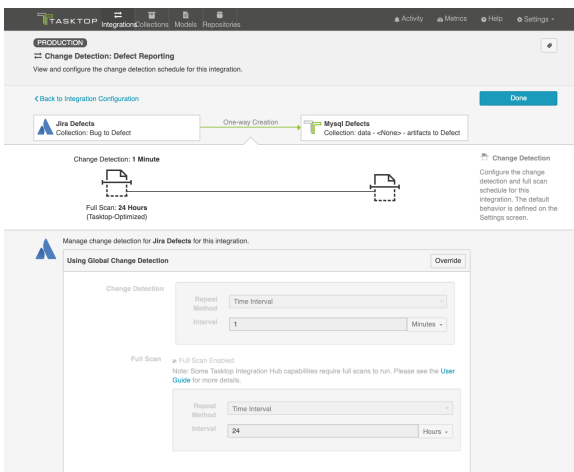 TASKTOP
Integrations Collections Models Repositories
Activity Metrics Help Settings
PRODUCTION
Change Detection: Defect Reporting
View and configure the change detection schedule for this integration.
Back to Integration Configuration
Done
Jira Defects
Collection: Bug to Defect
One-way Creation
Mysql Defects
Collection: data - <None> - artifacts to Defect
Change Detection: 1 Minute
Full Scan: 24 Hours
(Tasktop-Optimized)
Change Detection
Configure the change
detection and full scan
schedule for this
integration. The default
behavior is defined on the
Settings screen.
Manage change detection for Jira Defects for this integration.
Using Global Change Detection
Override
Change Detection
Repeat
Method
Time Interval
Interval
1
Minutes
Full Scan
Full Scan Enabled
Note: Some Tasktop Integration Hub capabilities require full scans to run. Please see the User
Guide for more details.
Repeat
Method
Time Interval
Interval
24
Hours